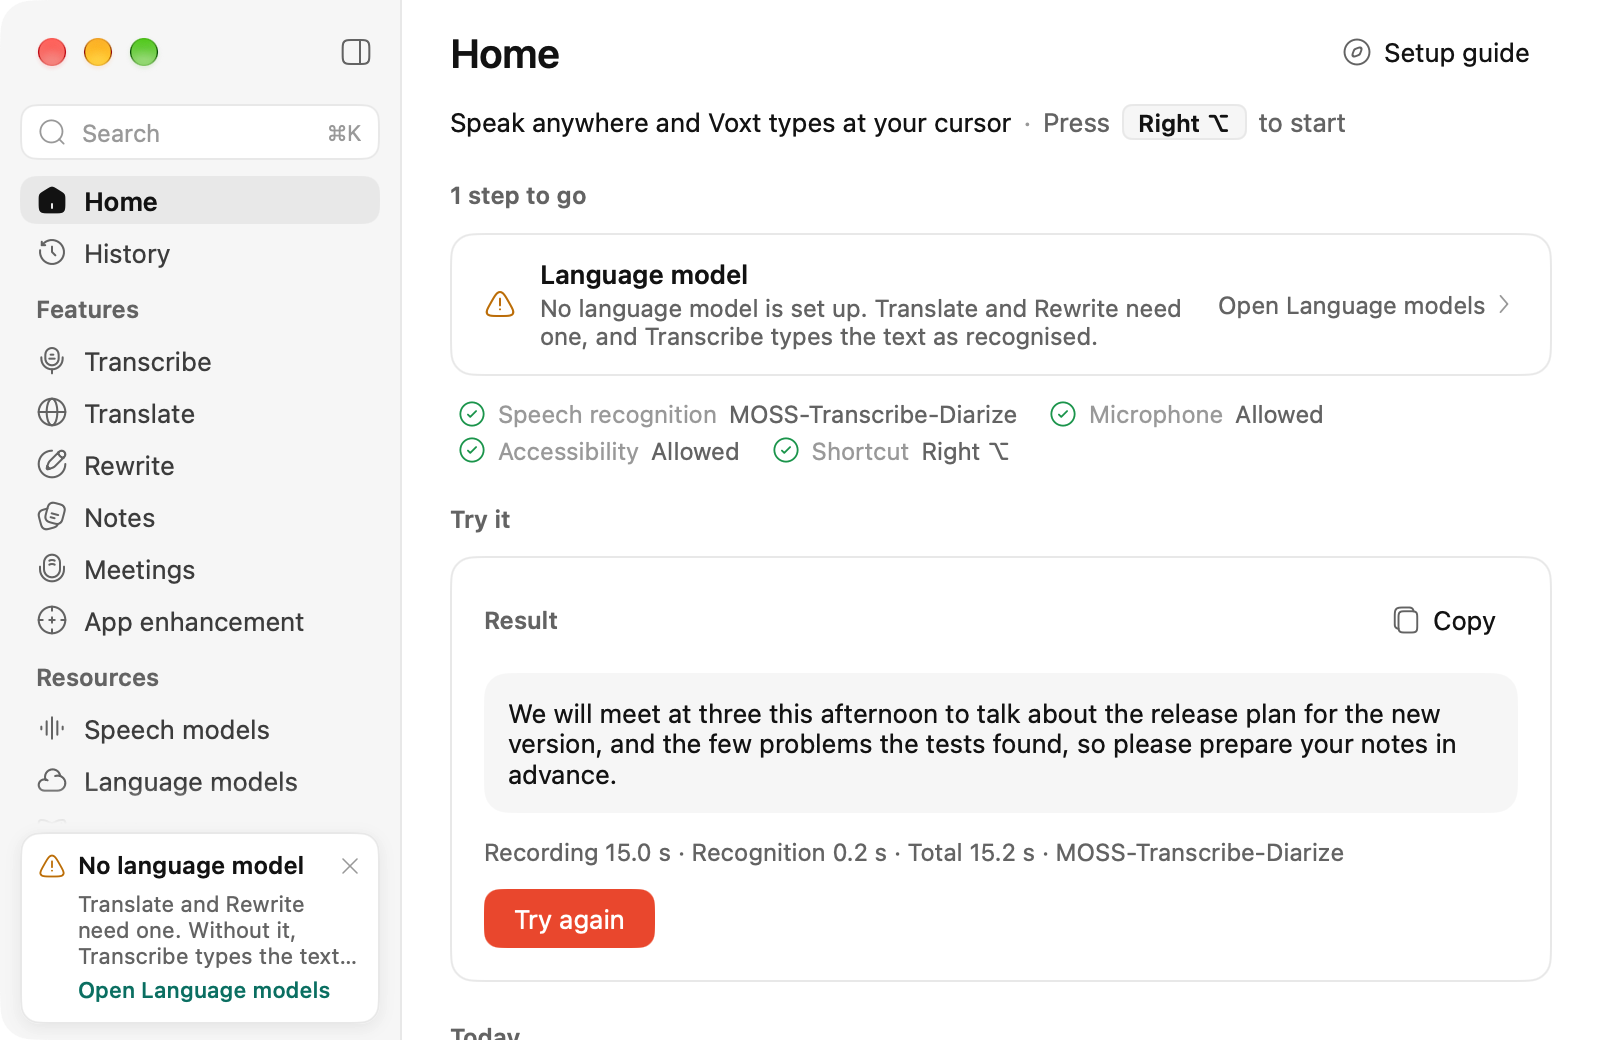 Search ⌘K
Home
History
Features
Transcribe
Translate
Rewrite
Notes
Meetings
App enhancement
Resources
Speech models
Language models
No language model
Translate and Rewrite
need one. Without it,
Transcribe types the text...
Open Language models
Home
Setup guide
Speak anywhere and Voxt types at your cursor · Press Right ⌥ to start
1 step to go
Language model
No language model is set up. Translate and Rewrite need
one, and Transcribe types the text as recognised.
Open Language models
Speech recognition MOSS-Transcribe-Diarize Microphone Allowed
Accessibility Allowed Shortcut Right ⌥
Try it
Result
Copy
We will meet at three this afternoon to talk about the release plan for the new
version, and the few problems the tests found, so please prepare your notes in
advance.
Recording 15.0 s · Recognition 0.2 s · Total 15.2 s · MOSS-Transcribe-Diarize
Try again
Today